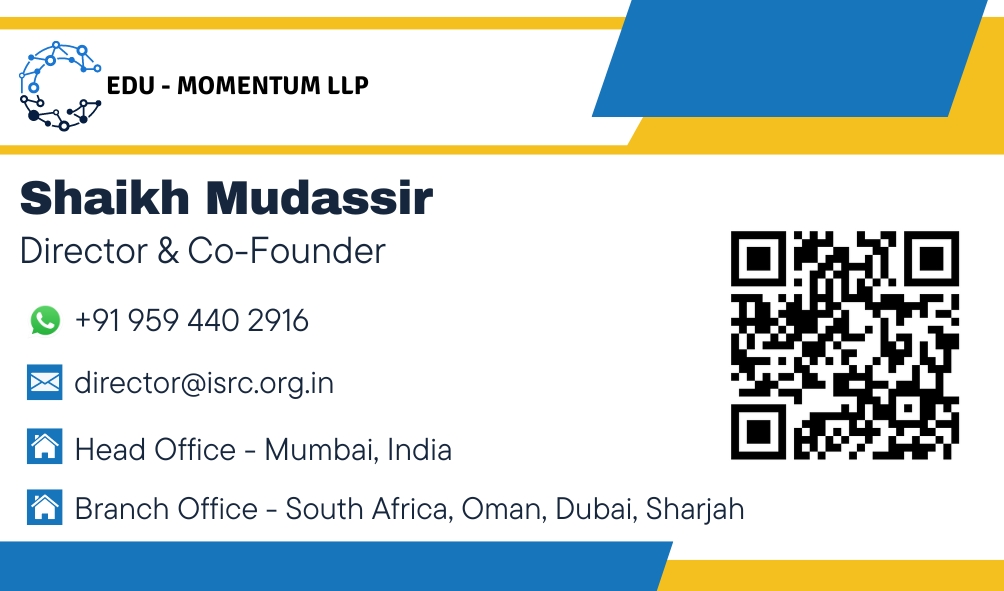 EDU - MOMENTUM LLP
Shaikh Mudassir
Director & Co-Founder
+91 959 440 2916
director@isrc.org.in
Head Office - Mumbai, India
Branch Office - South Africa, Oman, Dubai, Sharjah